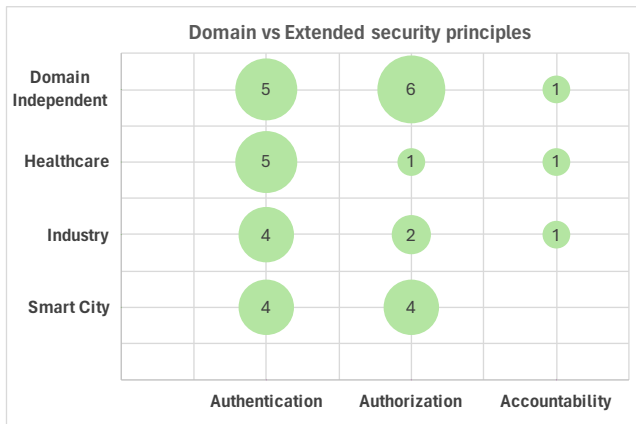 Domain vs Extended security principles
Domain
Independent
5
6
1
Healthcare
5
1
1
Industry
4
2
1
Smart City
4
4
Authentication
Authorization
Accountability